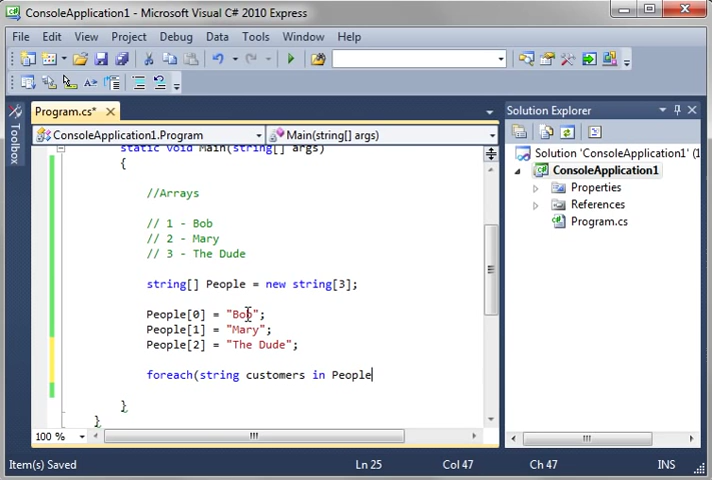 ConsoleApplication1 - Microsoft Visual C# 2010 Express
File Edit View Project Debug Data Tools Window Help
Program.cs*
Solution Explorer
ConsoleApplication1.Program
Main(string[] args)
Toolbox
static void Main(string[] args)
{
//Arrays
// 1 - Bob
// 2 - Mary
// 3 - The Dude
string[] People = new string[3];
People[0] = "Bob";
People[1] = "Mary";
People[2] = "The Dude";
foreach(string customers in People
}
}
100 %
Solution 'ConsoleApplication1' (1
ConsoleApplication1
Properties
References
Program.cs
Item(s) Saved
Ln 25
Col 47
Ch 47
INS